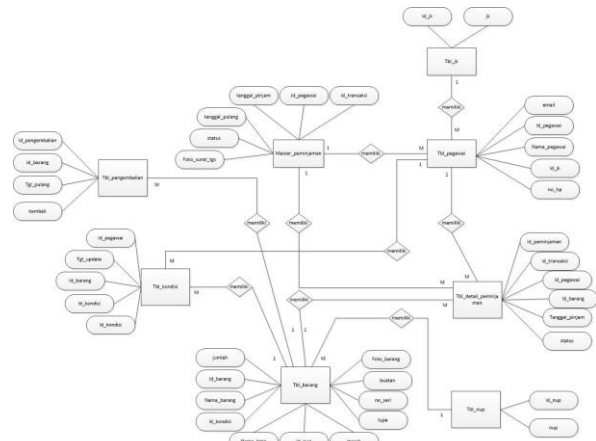 id_jk
jk
Tbl_jk
1
memiliki
M
tanggal_pinjam
id_pegawai
id_transaksi
tanggal_pulang
status
Foto_surat_tgs
Master_peminjaman
1
memiliki
M
1
Tbl_pegawai
1
1
email
id_pegawai
Nama_pegawai
id_jk
no_hp
id_pengembalian
id_barang
Tgl_pulang
kembali
Tbl_pengembalian
M
memiliki
memiliki
memiliki
memiliki
id_pegawai
Tgl_update
id_barang
id_kondisi
id_kondisi
Tbl_kondisi
M
M
memiliki
memiliki
M
M
M
Tbl_detail_peminja
man
id_peminjaman
id_transaksi
id_pegawai
id_barang
Tanggal_pinjam
status
jumlah
id_barang
Nama_barang
id_kondisi
1
1
1
M
Tbl_barang
Foto_barang
buatan
no_seri
type
memiliki
1
Tbl_nup
id_nup
nup